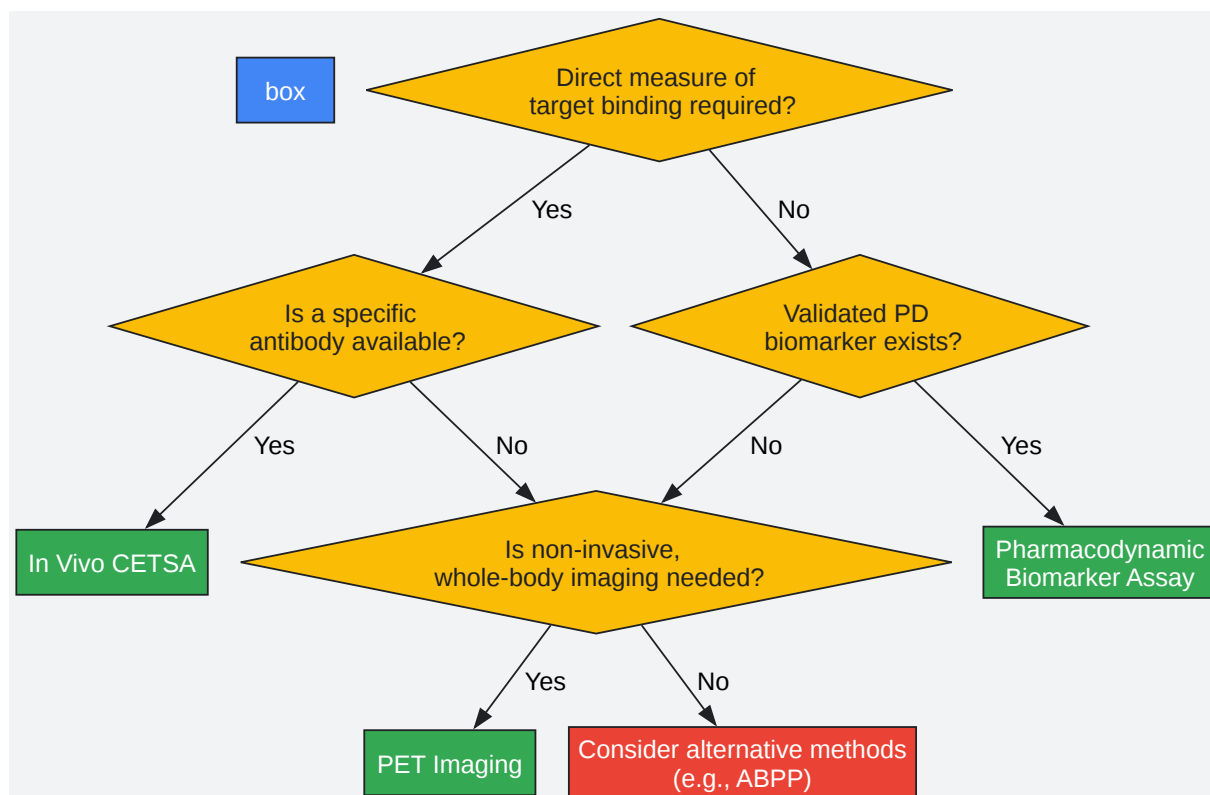 box
Direct measure of
target binding required?
Yes
No
Is a specific
antibody available?
Validated PD
biomarker exists?
Yes
No
No
Yes
In Vivo CETSA
Is non-invasive,
whole-body imaging needed?
Pharmacodynamic
Biomarker Assay
Yes
No
PET Imaging
Consider alternative methods
(e.g., ABPP)